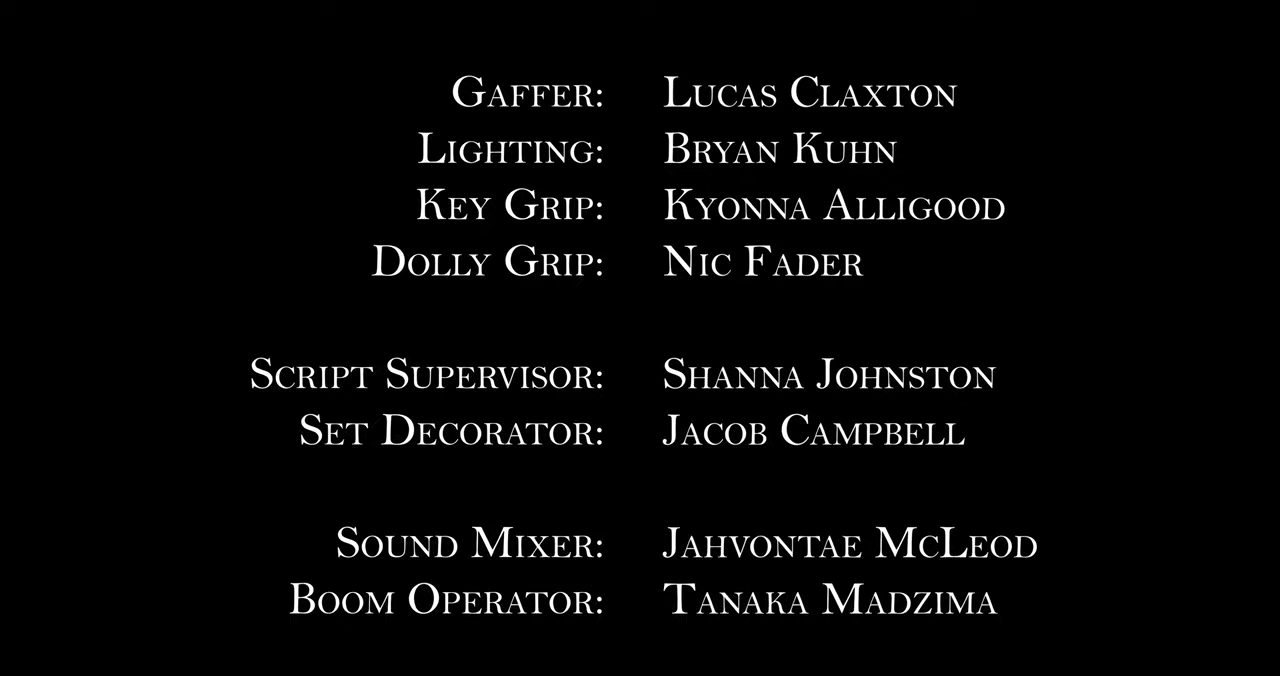 Gaffer: Lucas Claxton
Lighting: Bryan Kuhn
Key Grip: Kyonna Alligood
Dolly Grip: Nic Fader
Script Supervisor: Shanna Johnston
Set Decorator: Jacob Campbell
Sound Mixer: Jahvontae McLeod
Boom Operator: Tanaka Madzima